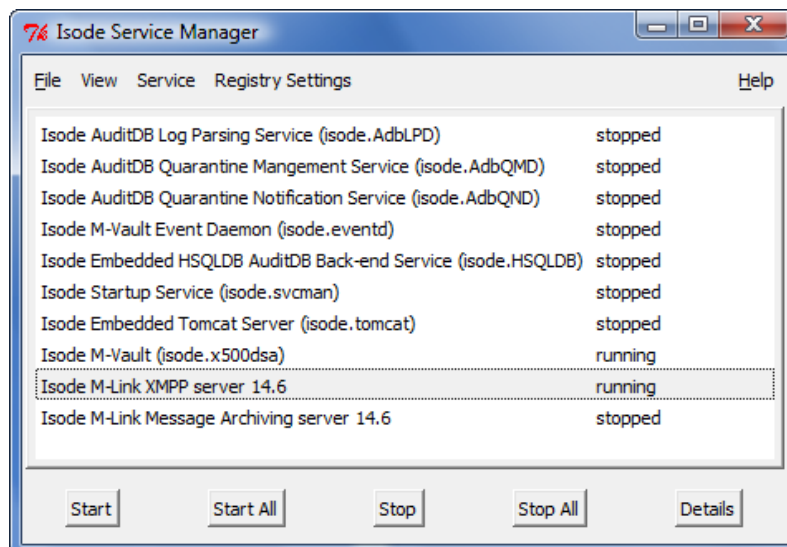 Isode Service Manager
File View Service Registry Settings Help
Isode AuditDB Log Parsing Service (isode.AdbLPD) stopped
Isode AuditDB Quarantine Mangement Service (isode.AdbQMD) stopped
Isode AuditDB Quarantine Notification Service (isode.AdbQND) stopped
Isode M-Vault Event Daemon (isode.eventd) stopped
Isode Embedded HSQLDB AuditDB Back-end Service (isode.HSQLDB) stopped
Isode Startup Service (isode.svcman) stopped
Isode Embedded Tomcat Server (isode.tomcat) stopped
Isode M-Vault (isode.x500dsa) running
Isode M-Link XMPP server 14.6 running
Isode M-Link Message Archiving server 14.6 stopped
Start Start All Stop Stop All Details